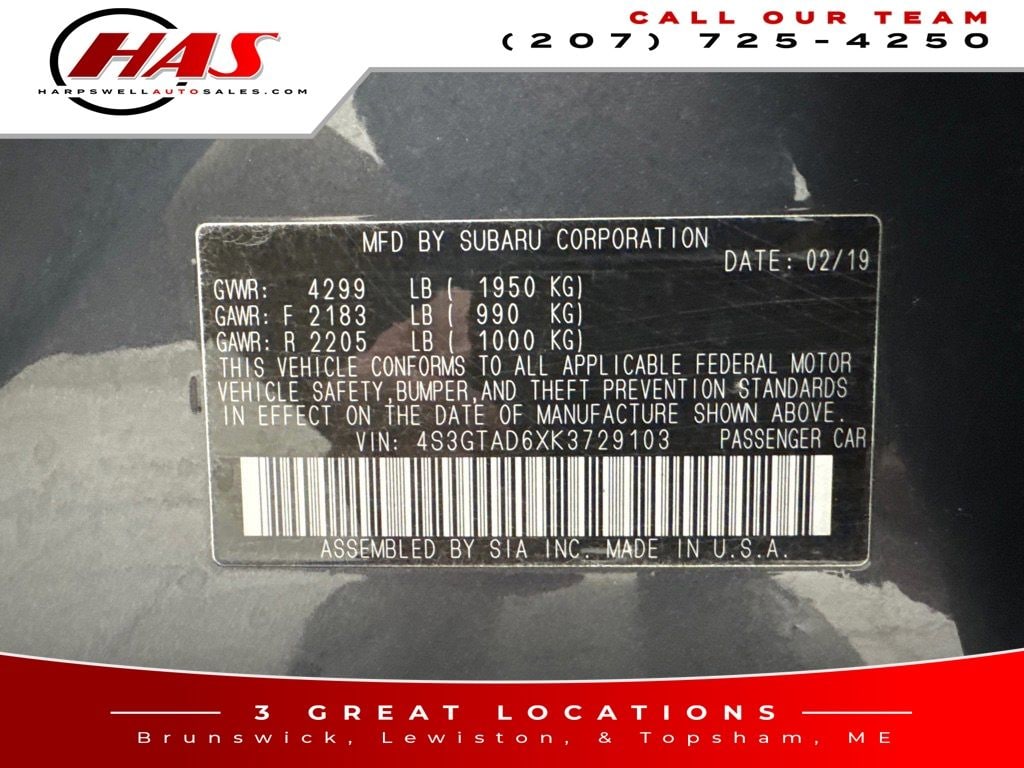 HAS
HARPSWELLAUTOSALES.COM
CALL OUR TEAM
(207) 725-4250
MFD BY SUBARU CORPORATION
DATE: 02/19
GVWR: 4299 LB ( 1950 KG)
GAWR: F 2183 LB ( 990 KG)
GAWR: R 2205 LB ( 1000 KG)
THIS VEHICLE CONFORMS TO ALL APPLICABLE FEDERAL MOTOR
VEHICLE SAFETY,BUMPER,AND THEFT PREVENTION STANDARDS
IN EFFECT ON THE DATE OF MANUFACTURE SHOWN ABOVE.
VIN: 4S3GTAD6XK3729103 PASSENGER CAR
ASSEMBLED BY SIA INC. MADE IN U.S.A.
3 GREAT LOCATIONS
Brunswick, Lewiston, & Topsham, ME